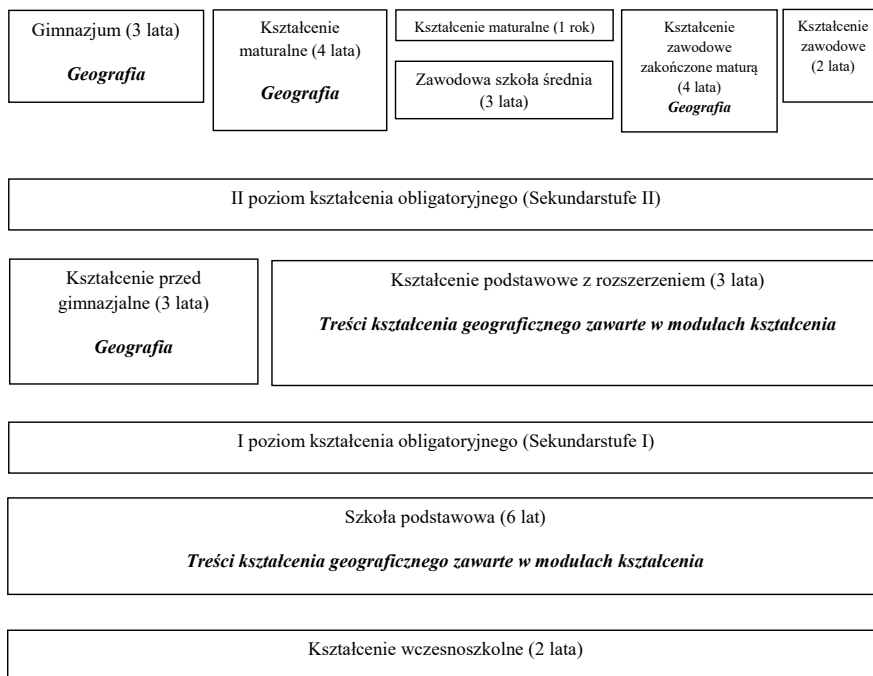 Gimnazjum (3 lata)
Geografia
Kształcenie
maturalne (4 lata)
Geografia
Kształcenie maturalne (1 rok)
Zawodowa szkoła średnia
(3 lata)
Kształcenie
zawodowe
zakończone maturą
(4 lata)
Geografia
Kształcenie
zawodowe
(2 lata)
II poziom kształcenia obligatoryjnego (Sekundarstufe II)
Kształcenie przed
gimnazjalne (3 lata)
Geografia
Kształcenie podstawowe z rozszerzeniem (3 lata)
Treści kształcenia geograficznego zawarte w modułach kształcenia
I poziom kształcenia obligatoryjnego (Sekundarstufe I)
Szkoła podstawowa (6 lat)
Treści kształcenia geograficznego zawarte w modułach kształcenia
Kształcenie wczesnoszkolne (2 lata)